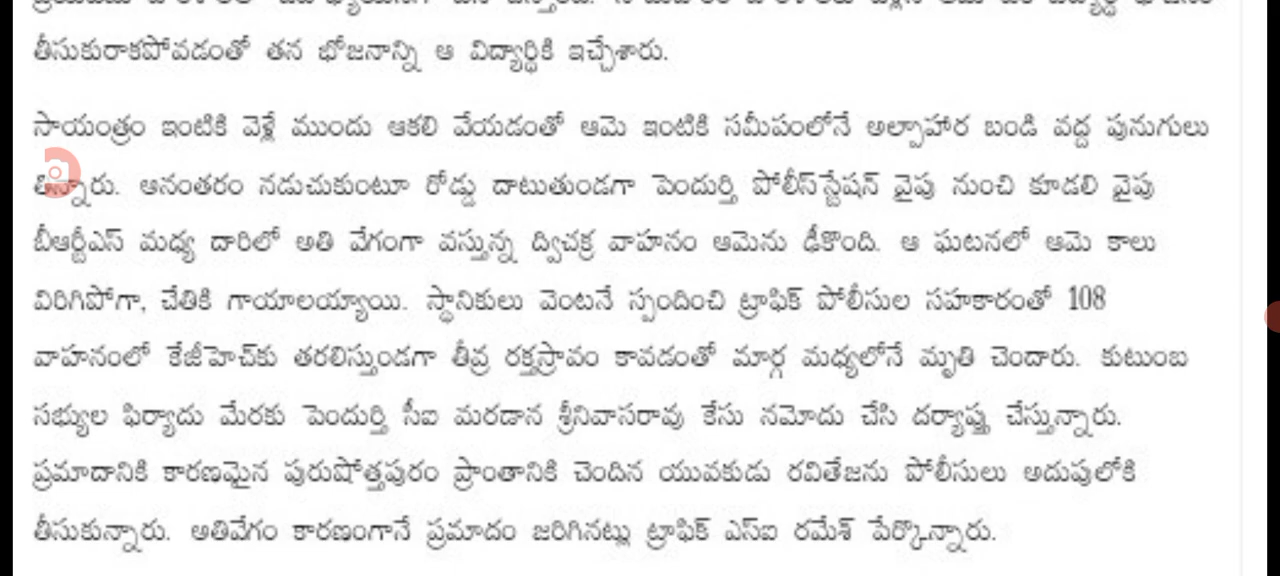 తీసుకురాకపోవడంతో తన భోజనాన్ని ఆ విద్యార్థికి ఇచ్చేశారు.
సాయంత్రం ఇంటికి వెళ్లే ముందు ఆకలి వేయడంతో ఆమె ఇంటికి సమీపంలోనే అల్పాహార బండి వద్ద పునుగులు
తిన్నారు. ఆనంతరం నడుచుకుంటూ రోడ్డు దాటుతుండగా పెందుర్తి పోలీస్‌స్టేషన్ వైపు నుంచి కూడలి వైపు
బీఆర్టీఎస్ మధ్య దారిలో అతి వేగంగా వస్తున్న ద్విచక్ర వాహనం ఆమెను ఢీకొంది. ఆ ఘటనలో ఆమె కాలు
విరిగిపోగా, చేతికి గాయాలయ్యాయి. స్థానికులు వెంటనే స్పందించి ట్రాఫిక్ పోలీసుల సహకారంతో 108
వాహనంలో కేజీహెచ్‌కు తరలిస్తుండగా తీవ్ర రక్తస్రావం కావడంతో మార్గ మధ్యలోనే మృతి చెందారు. కుటుంబ
సభ్యుల ఫిర్యాదు మేరకు పెందుర్తి సీఐ మరడాన శ్రీనివాసరావు కేసు నమోదు చేసి దర్యాప్తు చేస్తున్నారు.
ప్రమాదానికి కారణమైన పురుషోత్తపురం ప్రాంతానికి చెందిన యువకుడు రవితేజను పోలీసులు అదుపులోకి
తీసుకున్నారు. అతివేగం కారణంగానే ప్రమాదం జరిగినట్లు ట్రాఫిక్ ఎస్ఐ రమేశ్ పేర్కొన్నారు.